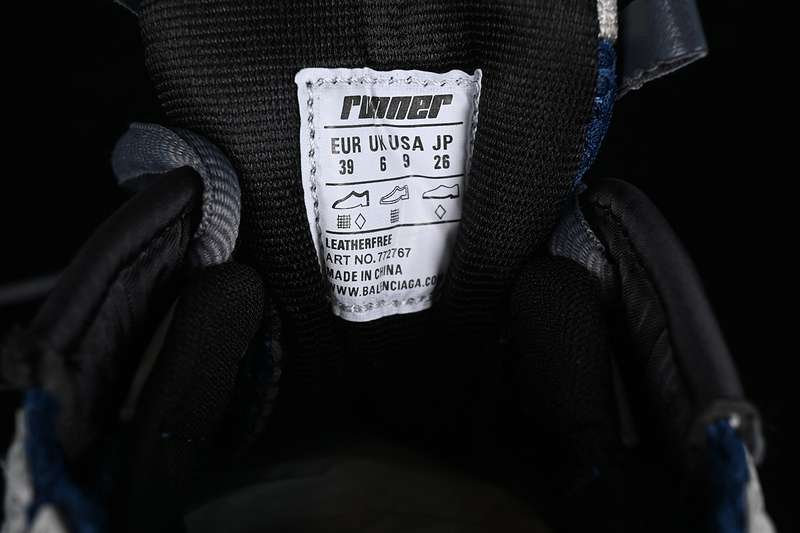 runner
EUR UK USA JP
39 6 9 26
LEATHERFREE
ART NO. 772767
MADE IN CHINA
WWW.BALENCIAGA.COM